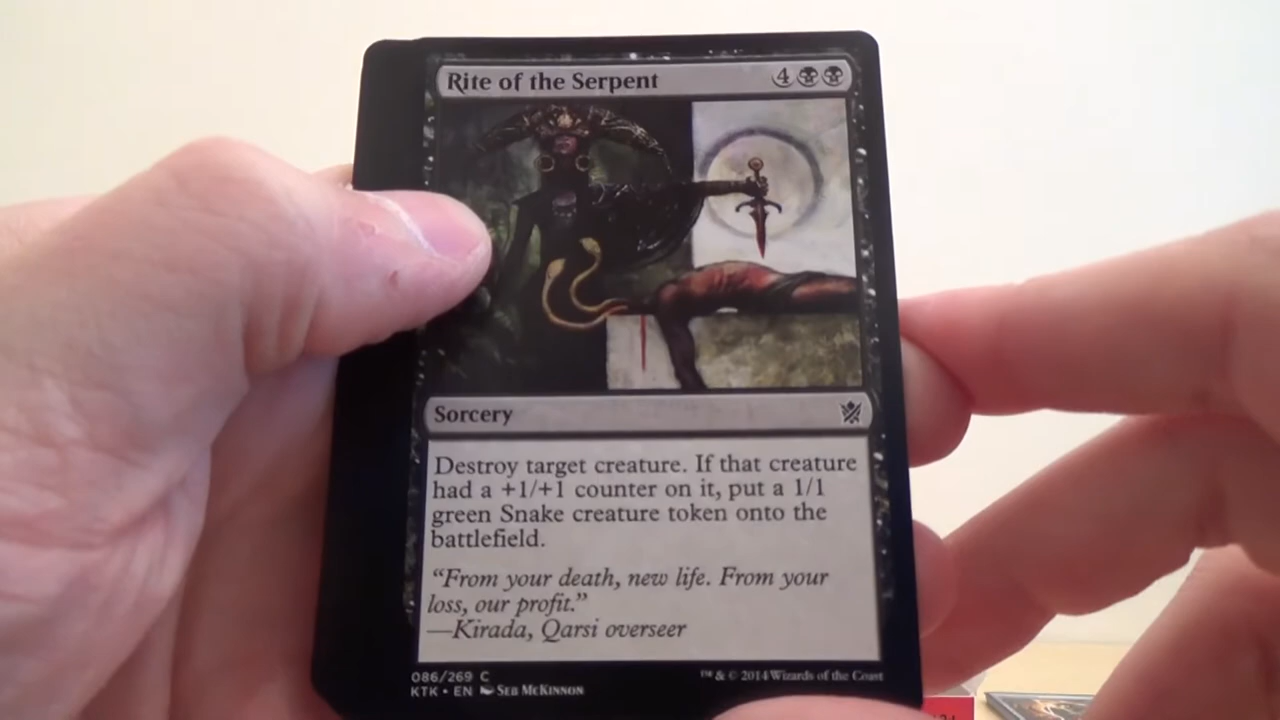 Rite of the Serpent 4
Sorcery
Destroy target creature. If that creature
had a +1/+1 counter on it, put a 1/1
green Snake creature token onto the
battlefield.
“From your death, new life. From your
loss, our profit.”
—Kirada, Qarsi overseer
086/269 C
KTK • EN Seb McKinnon
™ & © 2014 Wizards of the Coast